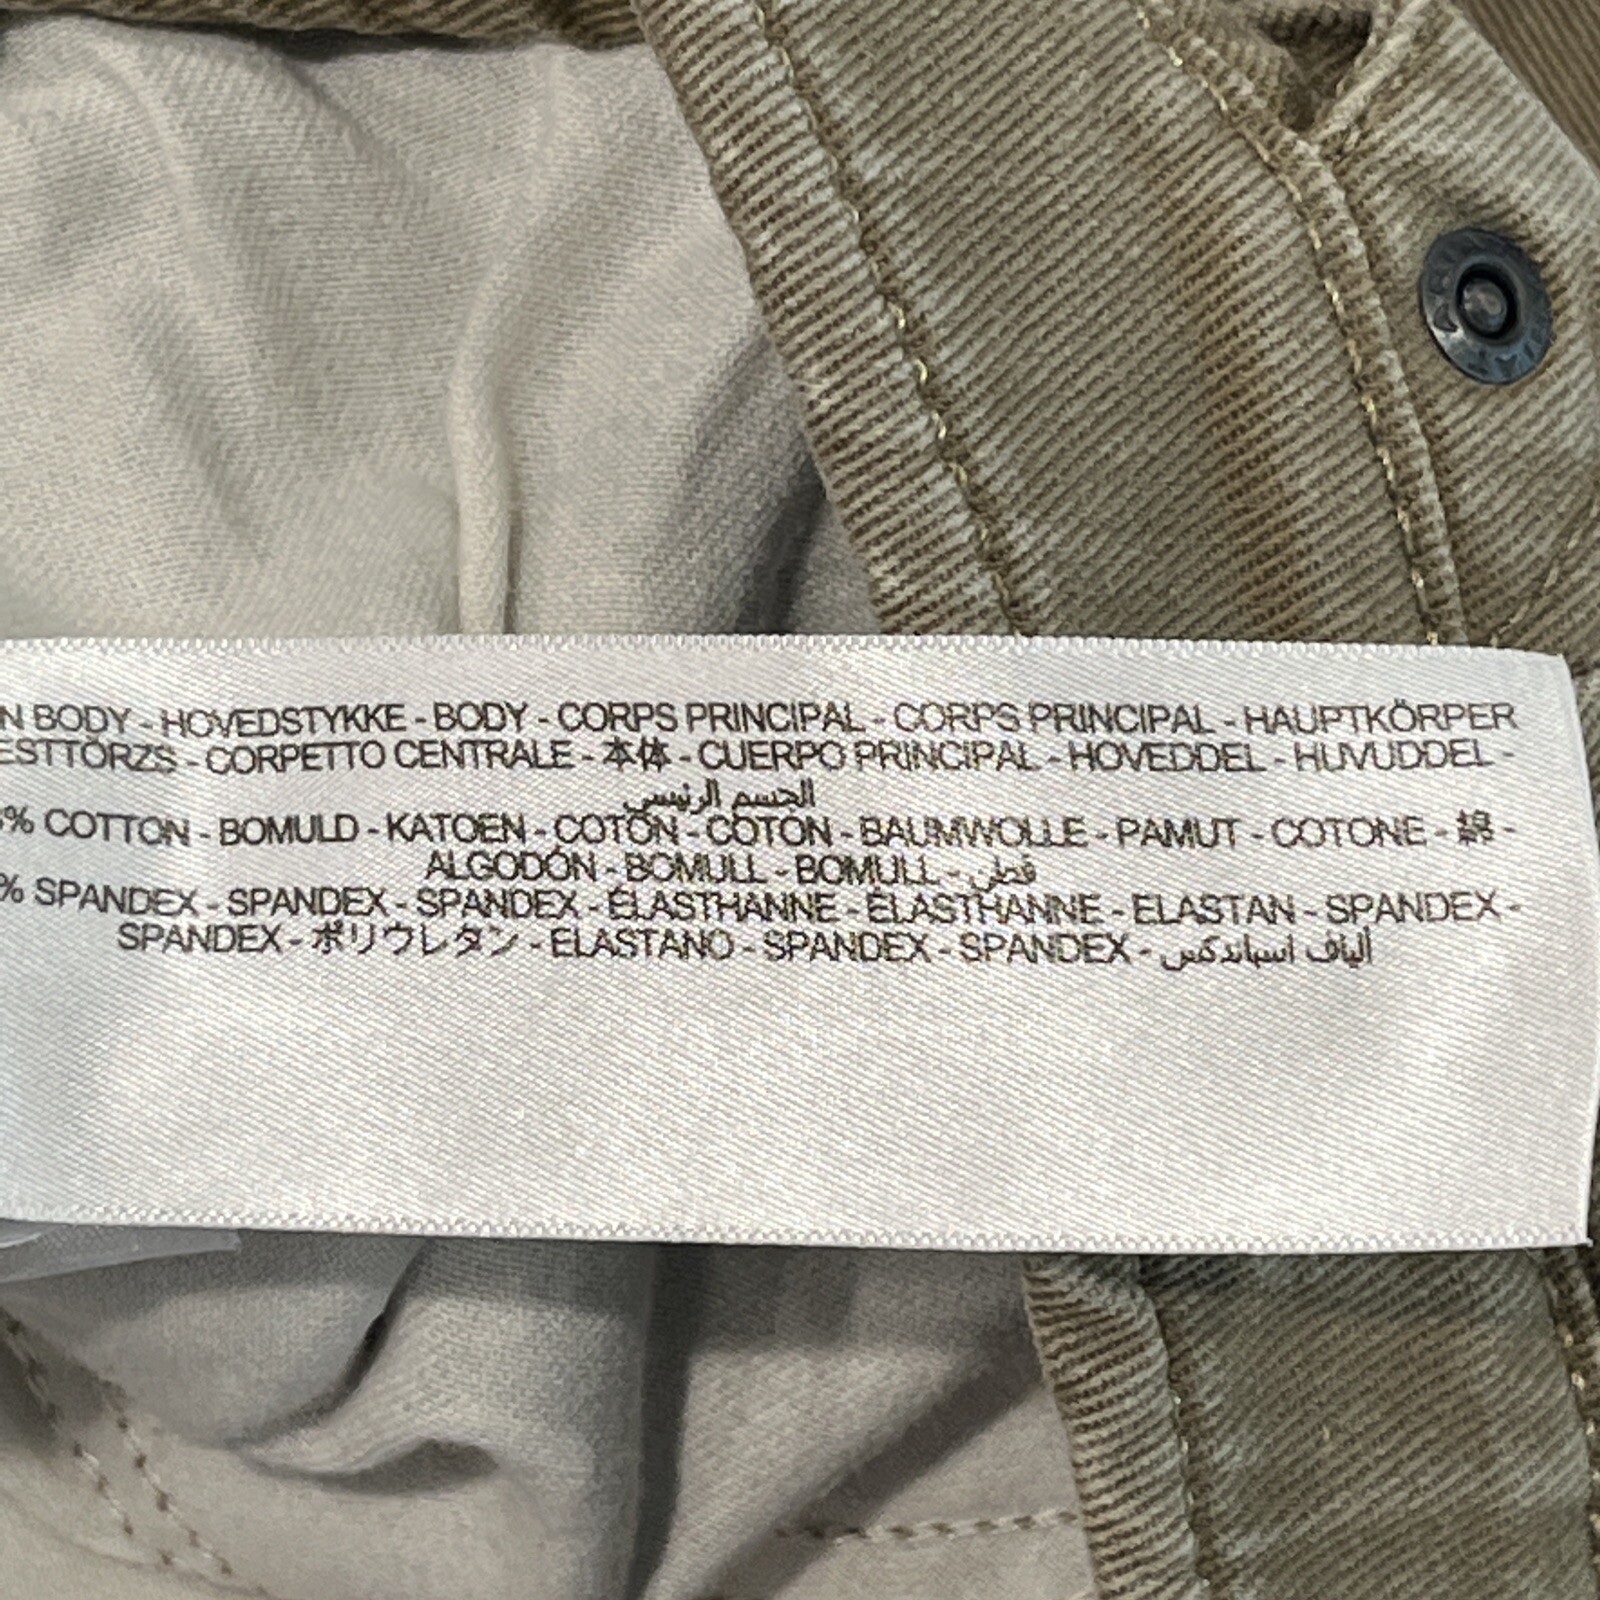 N BODY - HOVEDSTYKKE - BODY - CORPS PRINCIPAL - CORPS PRINCIPAL - HAUPTKÖRPER
ESTTÖRZS - CORPETTO CENTRALE - 本体 - CUERPO PRINCIPAL - HOVEDDEL - HUVUDDEL -
الجسم الرئيسي
% COTTON - BOMULD - KATOEN - COTON - COTON - BAUMWOLLE - PAMUT - COTONE - 綿 -
ALGODÓN - BOMULL - BOMULL - قطن
% SPANDEX - SPANDEX - SPANDEX - ÉLASTHANNE - ÉLASTHANNE - ELASTAN - SPANDEX -
SPANDEX - ポリウレタン - ELASTANO - SPANDEX - SPANDEX - ألياف اسباندكس